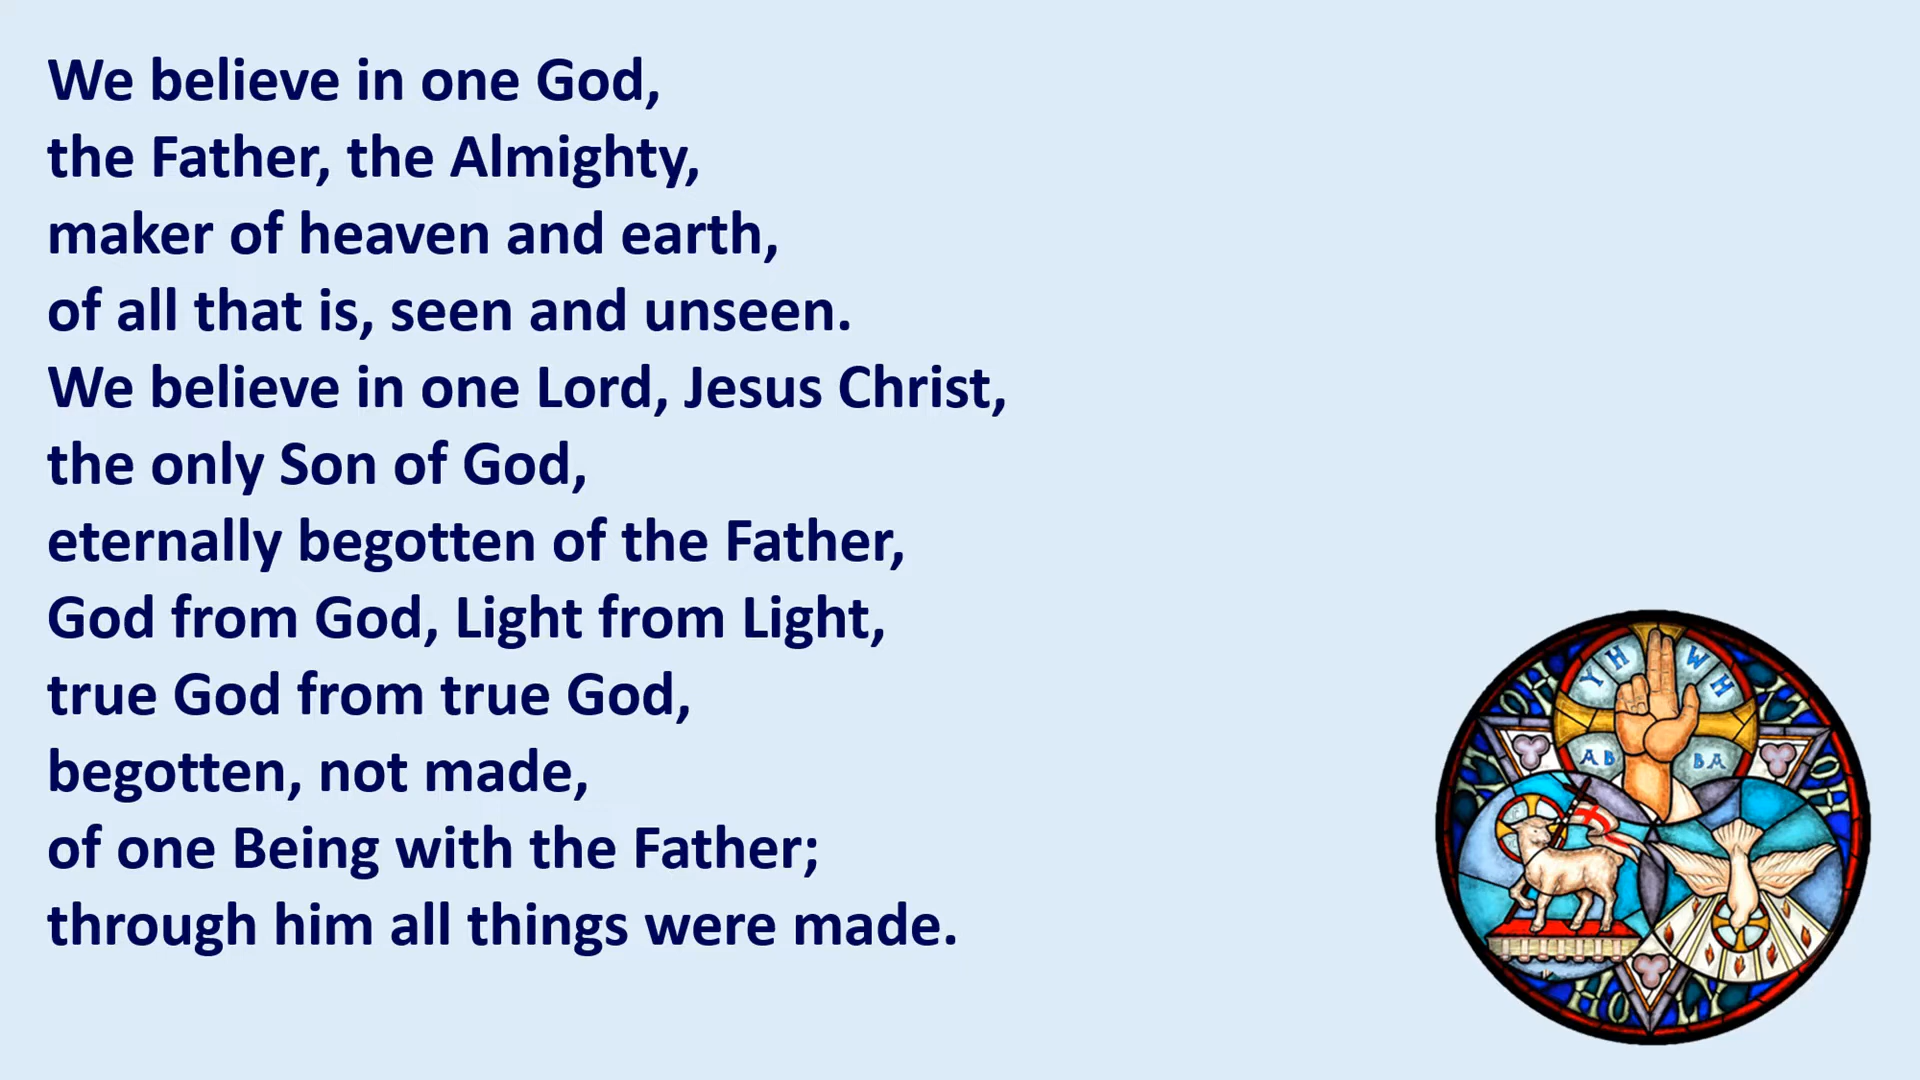 We believe in one God,
the Father, the Almighty,
maker of heaven and earth,
of all that is, seen and unseen.
We believe in one Lord, Jesus Christ,
the only Son of God,
eternally begotten of the Father,
God from God, Light from Light,
true God from true God,
begotten, not made,
of one Being with the Father;
through him all things were made.
YH WH
AB BA